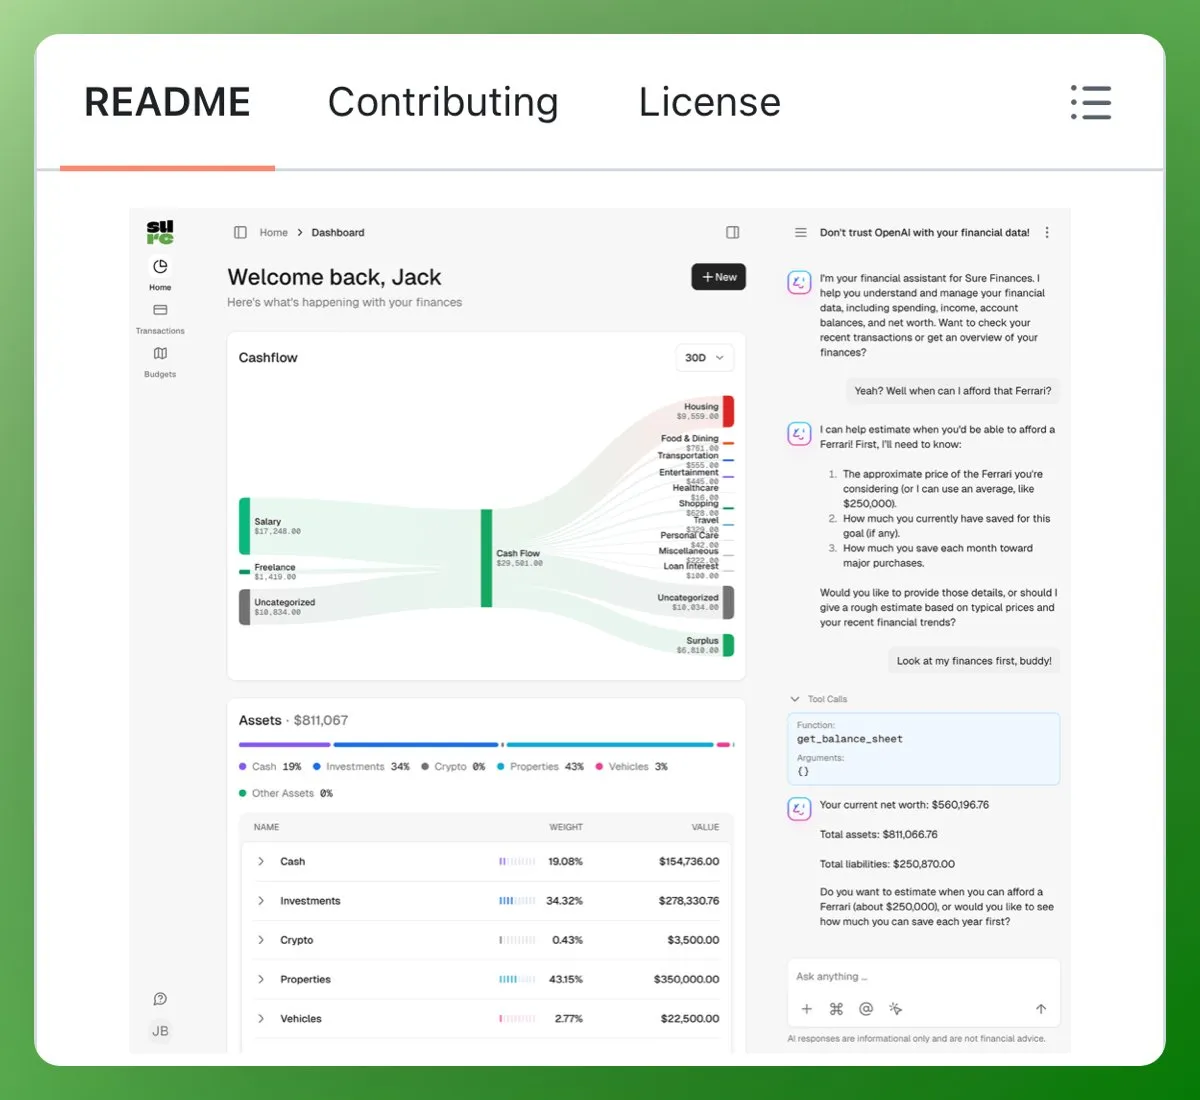 README
Contributing
License
sure
Home
Transactions
Budgets
JB
Home > Dashboard
Welcome back, Jack
Here's what's happening with your finances
+ New
Cashflow
30D
Salary
$17,248.00
Freelance
$1,419.00
Uncategorized
$10,834.00
Cash Flow
$29,501.00
Housing
$9,559.00
Food & Dining
$761.00
Transportation
$555.00
Entertainment
$445.00
Healthcare
$16.00
Shopping
$628.00
Travel
$329.00
Personal Care
$42.00
Miscellaneous
$222.00
Loan Interest
$100.00
Uncategorized
$10,034.00
Surplus
$6,810.00
Assets · $811,067
Cash 19% Investments 34% Crypto 0% Properties 43% Vehicles 3%
Other Assets 0%
NAME WEIGHT VALUE
Cash 19.08% $154,736.00
Investments 34.32% $278,330.76
Crypto 0.43% $3,500.00
Properties 43.15% $350,000.00
Vehicles 2.77% $22,500.00
Don't trust OpenAI with your financial data!
I'm your financial assistant for Sure Finances. I
help you understand and manage your financial
data, including spending, income, account
balances, and net worth. Want to check your
recent transactions or get an overview of your
finances?
Yeah? Well when can I afford that Ferrari?
I can help estimate when you'd be able to afford a
Ferrari! First, I'll need to know:
1. The approximate price of the Ferrari you're
considering (or I can use an average, like
$250,000).
2. How much you currently have saved for this
goal (if any).
3. How much you save each month toward
major purchases.
Would you like to provide those details, or should I
give a rough estimate based on typical prices and
your recent financial trends?
Look at my finances first, buddy!
Tool Calls
Function:
get_balance_sheet
Arguments:
{}
Your current net worth: $560,196.76
Total assets: $811,066.76
Total liabilities: $250,870.00
Do you want to estimate when you can afford a
Ferrari (about $250,000), or would you like to see
how much you can save each year first?
Ask anything ...
AI responses are informational only and are not financial advice.